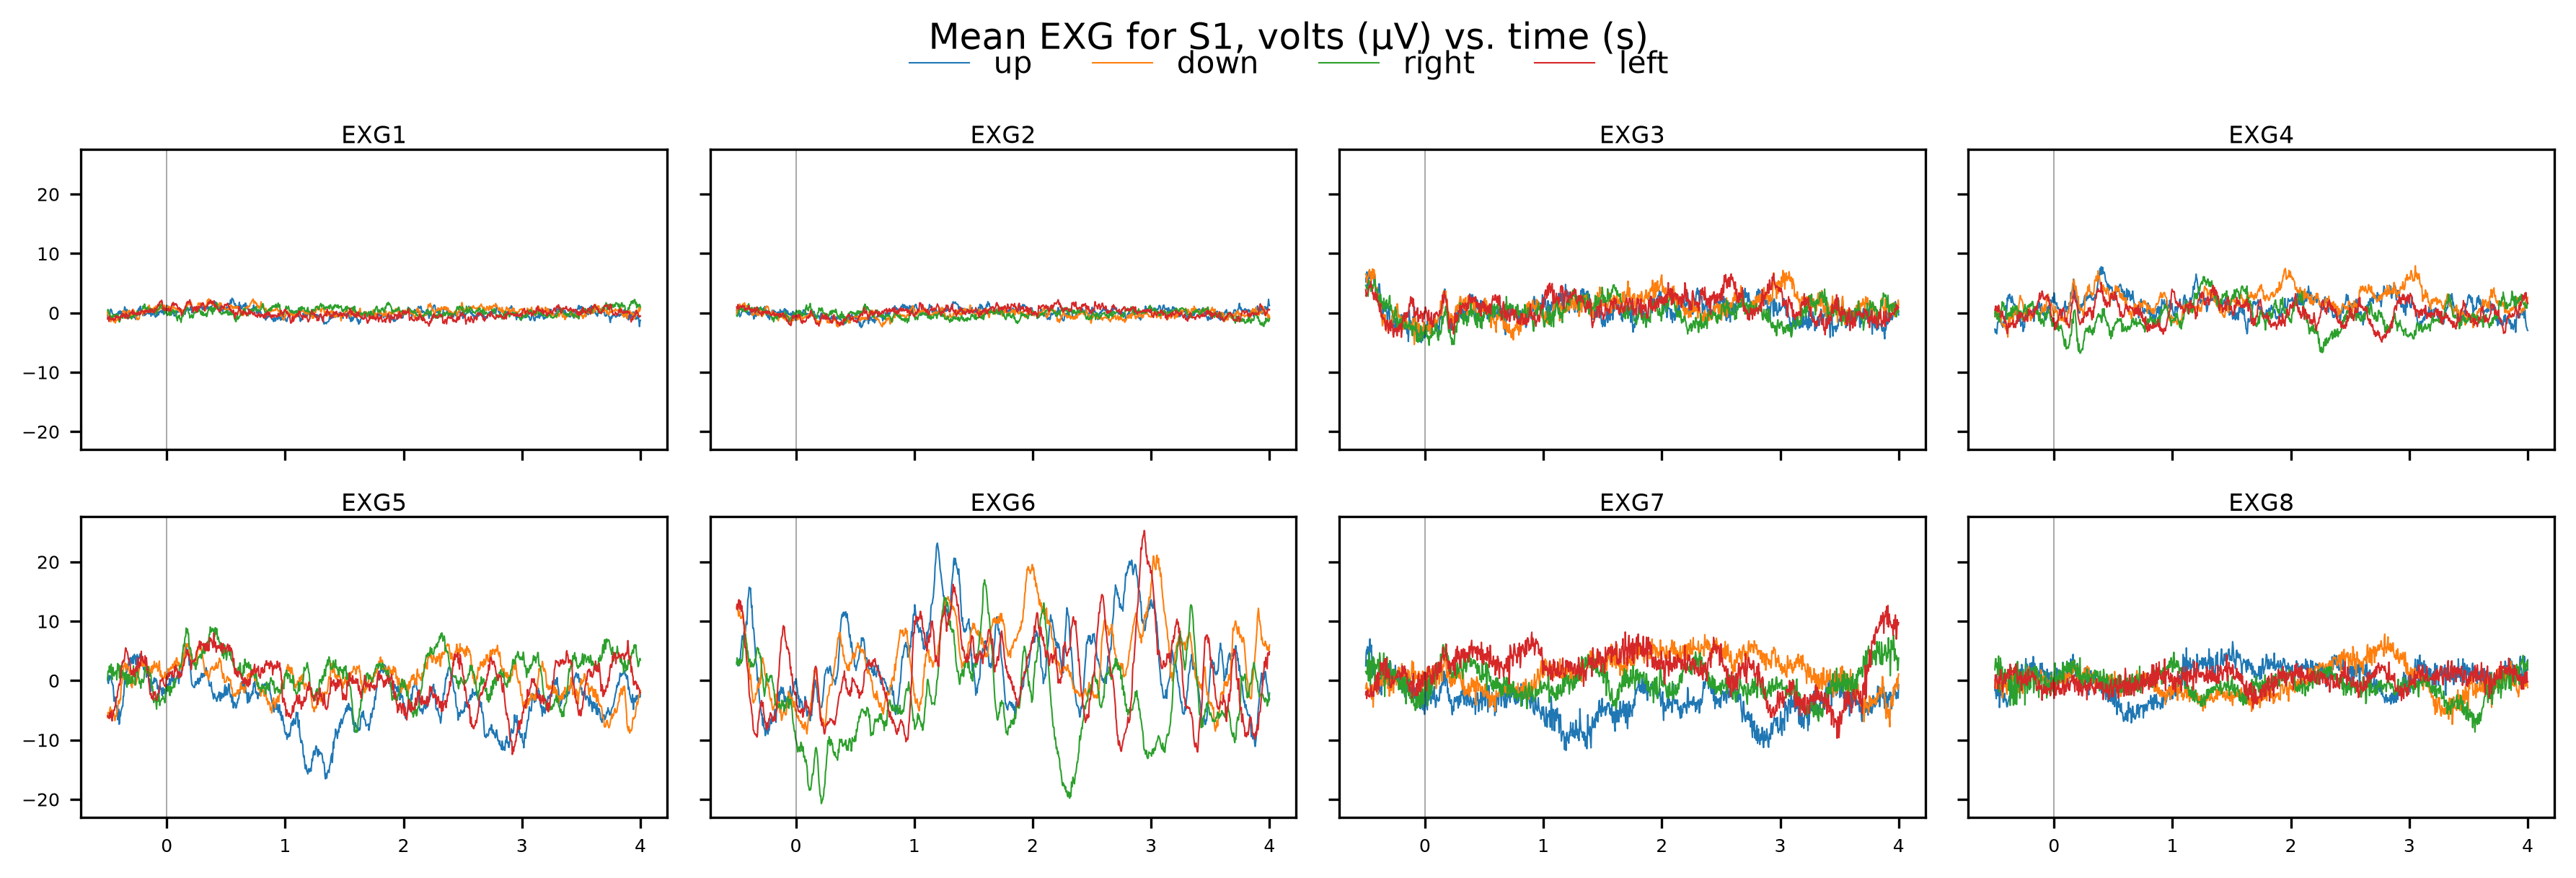 Mean EXG for S1, volts (μV) vs. time (s)
up down right left
EXG1 EXG2 EXG3 EXG4
20
10
0
−10
−20
EXG5 EXG6 EXG7 EXG8
20
10
0
−10
−20
0 1 2 3 4 0 1 2 3 4 0 1 2 3 4 0 1 2 3 4